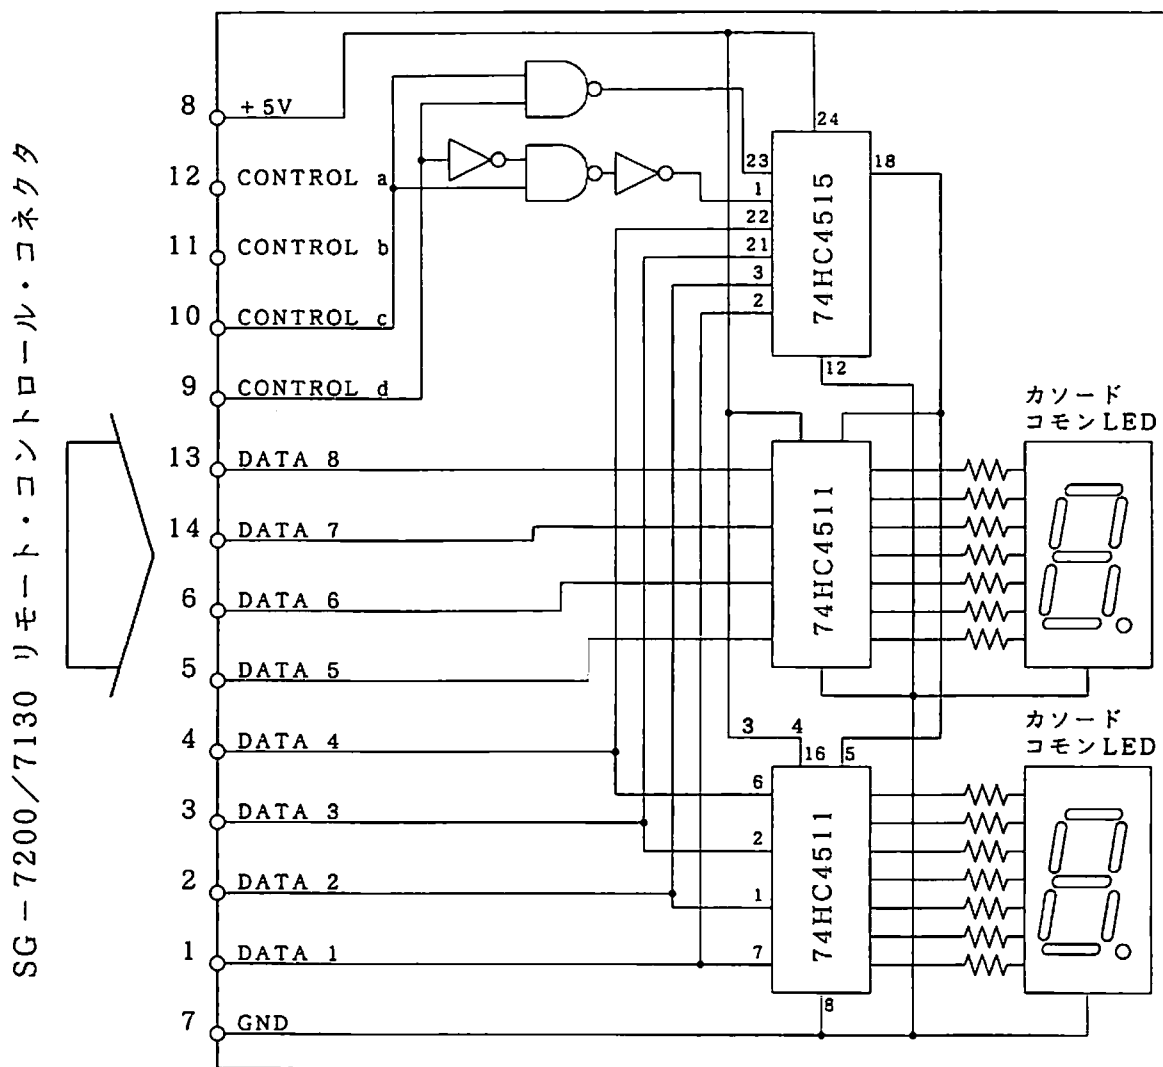 SG-7200/7130 リモート・コントロール・コネクタ
8 +5V
12 CONTROL a
11 CONTROL b
10 CONTROL c
9 CONTROL d
13 DATA 8
14 DATA 7
6 DATA 6
5 DATA 5
4 DATA 4
3 DATA 3
2 DATA 2
1 DATA 1
7 GND
24
23
1
22
21
3
2
18
12
74HC4515
74HC4511
カソード
コモンLED
3 4
16 5
6
2
1
7
8
74HC4511
カソード
コモンLED